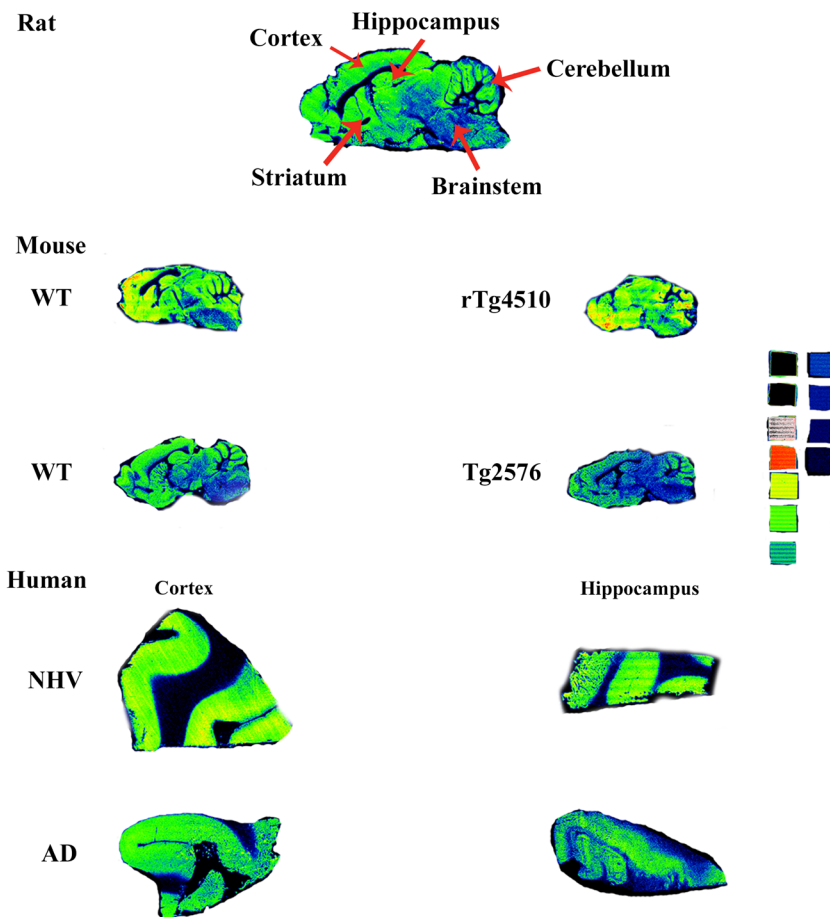 Rat
Hippocampus
Cortex
Cerebellum
Striatum
Brainstem
Mouse
WT
rTg4510
WT
Tg2576
Human
Cortex
Hippocampus
NHV
AD